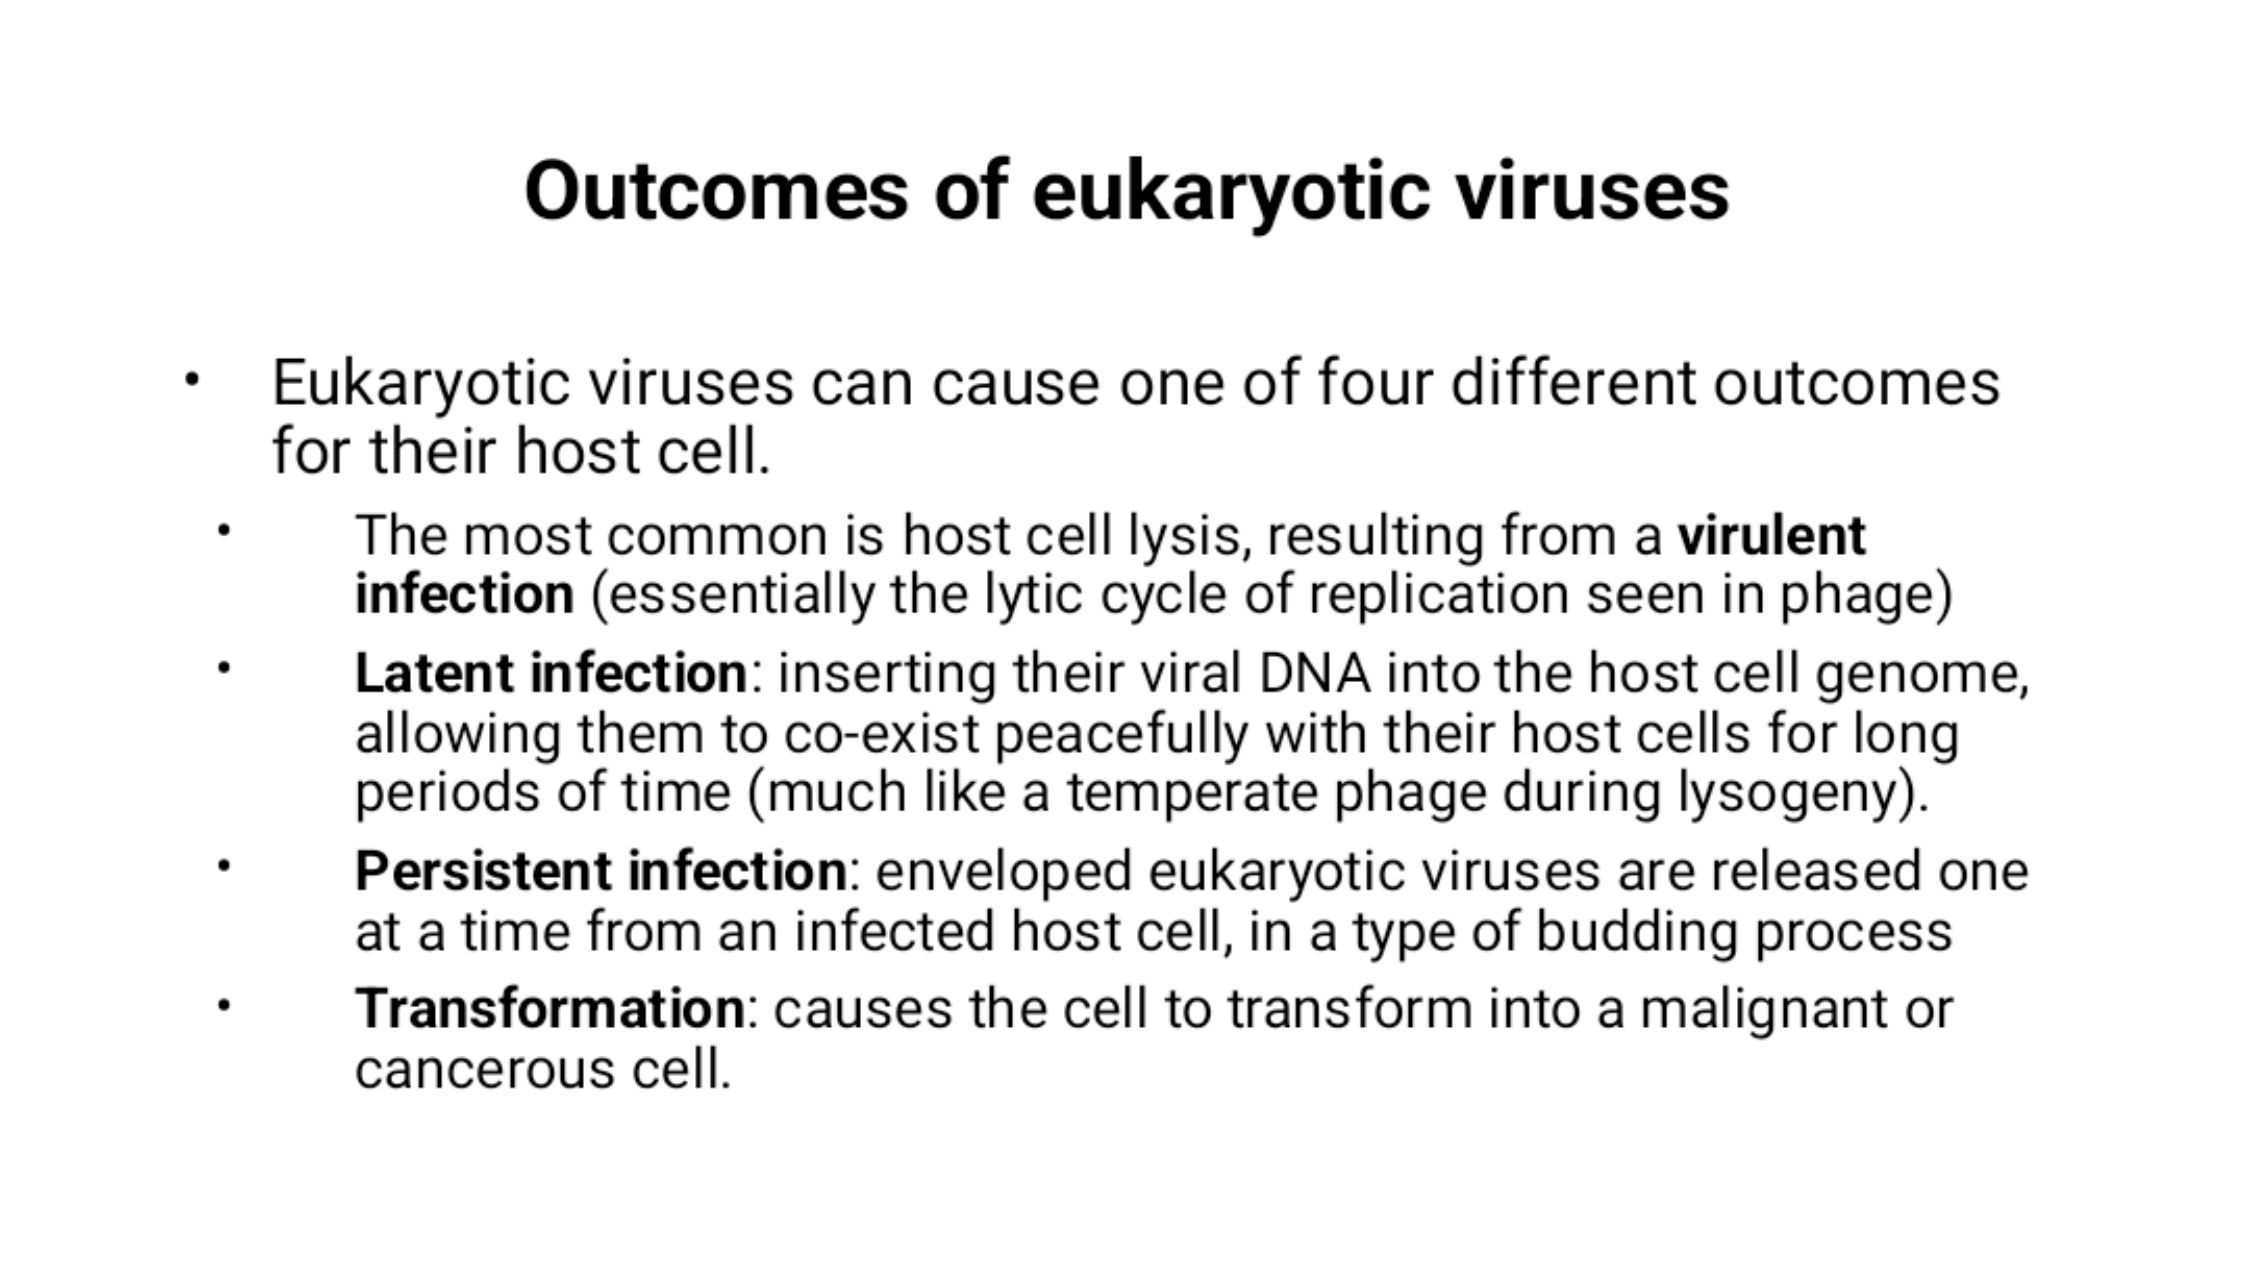 Outcomes of eukaryotic viruses
• Eukaryotic viruses can cause one of four different outcomes
for their host cell.
• The most common is host cell lysis, resulting from a virulent
infection (essentially the lytic cycle of replication seen in phage)
• Latent infection: inserting their viral DNA into the host cell genome,
allowing them to co-exist peacefully with their host cells for long
periods of time (much like a temperate phage during lysogeny).
• Persistent infection: enveloped eukaryotic viruses are released one
at a time from an infected host cell, in a type of budding process
• Transformation: causes the cell to transform into a malignant or
cancerous cell.